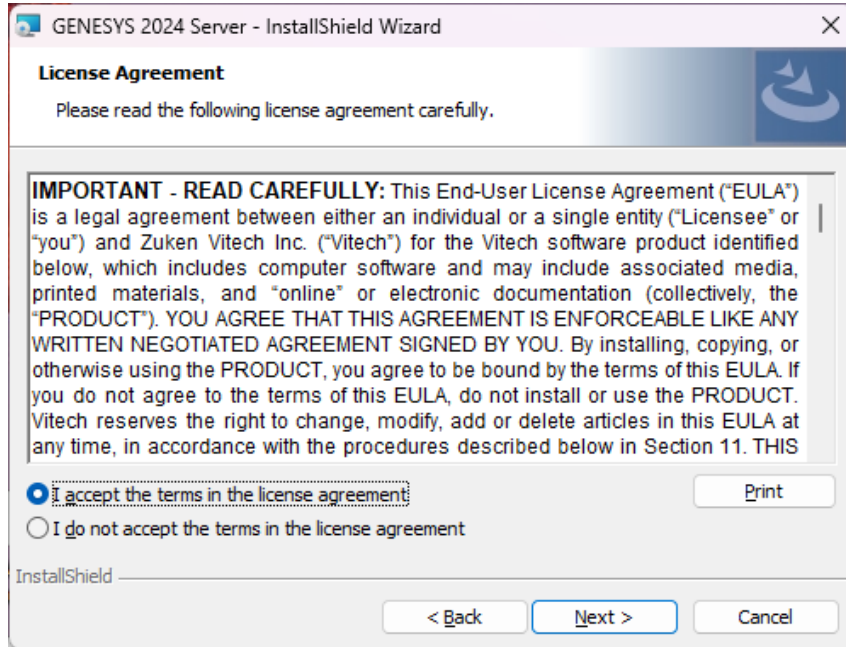 GENESYS 2024 Server - InstallShield Wizard
License Agreement
Please read the following license agreement carefully.
IMPORTANT - READ CAREFULLY: This End-User License Agreement (“EULA”)
is a legal agreement between either an individual or a single entity (“Licensee” or
“you”) and Zuken Vitech Inc. (“Vitech”) for the Vitech software product identified
below, which includes computer software and may include associated media,
printed materials, and “online” or electronic documentation (collectively, the
“PRODUCT”). YOU AGREE THAT THIS AGREEMENT IS ENFORCEABLE LIKE ANY
WRITTEN NEGOTIATED AGREEMENT SIGNED BY YOU. By installing, copying, or
otherwise using the PRODUCT, you agree to be bound by the terms of this EULA. If
you do not agree to the terms of this EULA, do not install or use the PRODUCT.
Vitech reserves the right to change, modify, add or delete articles in this EULA at
any time, in accordance with the procedures described below in Section 11. THIS
I accept the terms in the license agreement
Print
I do not accept the terms in the license agreement
InstallShield
< Back
Next >
Cancel